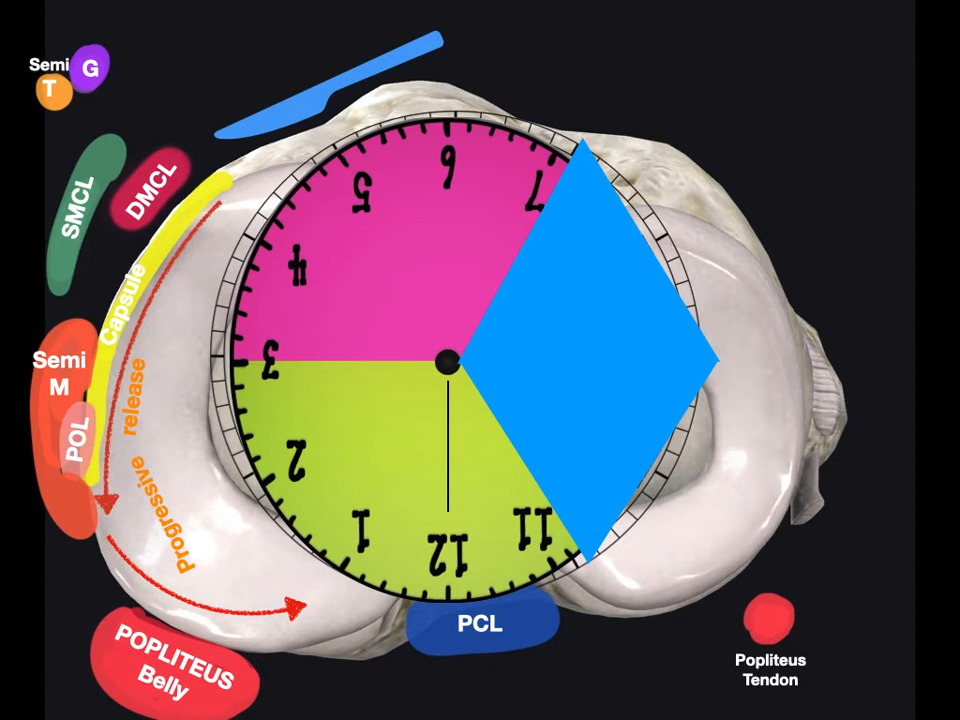 Semi
G
T
SMCL
DMCL
Capsule
Semi
M
POL
release
Progressive
6
5
7
4
3
2
1
12
11
PCL
POPLITEUS
Belly
Popliteus
Tendon